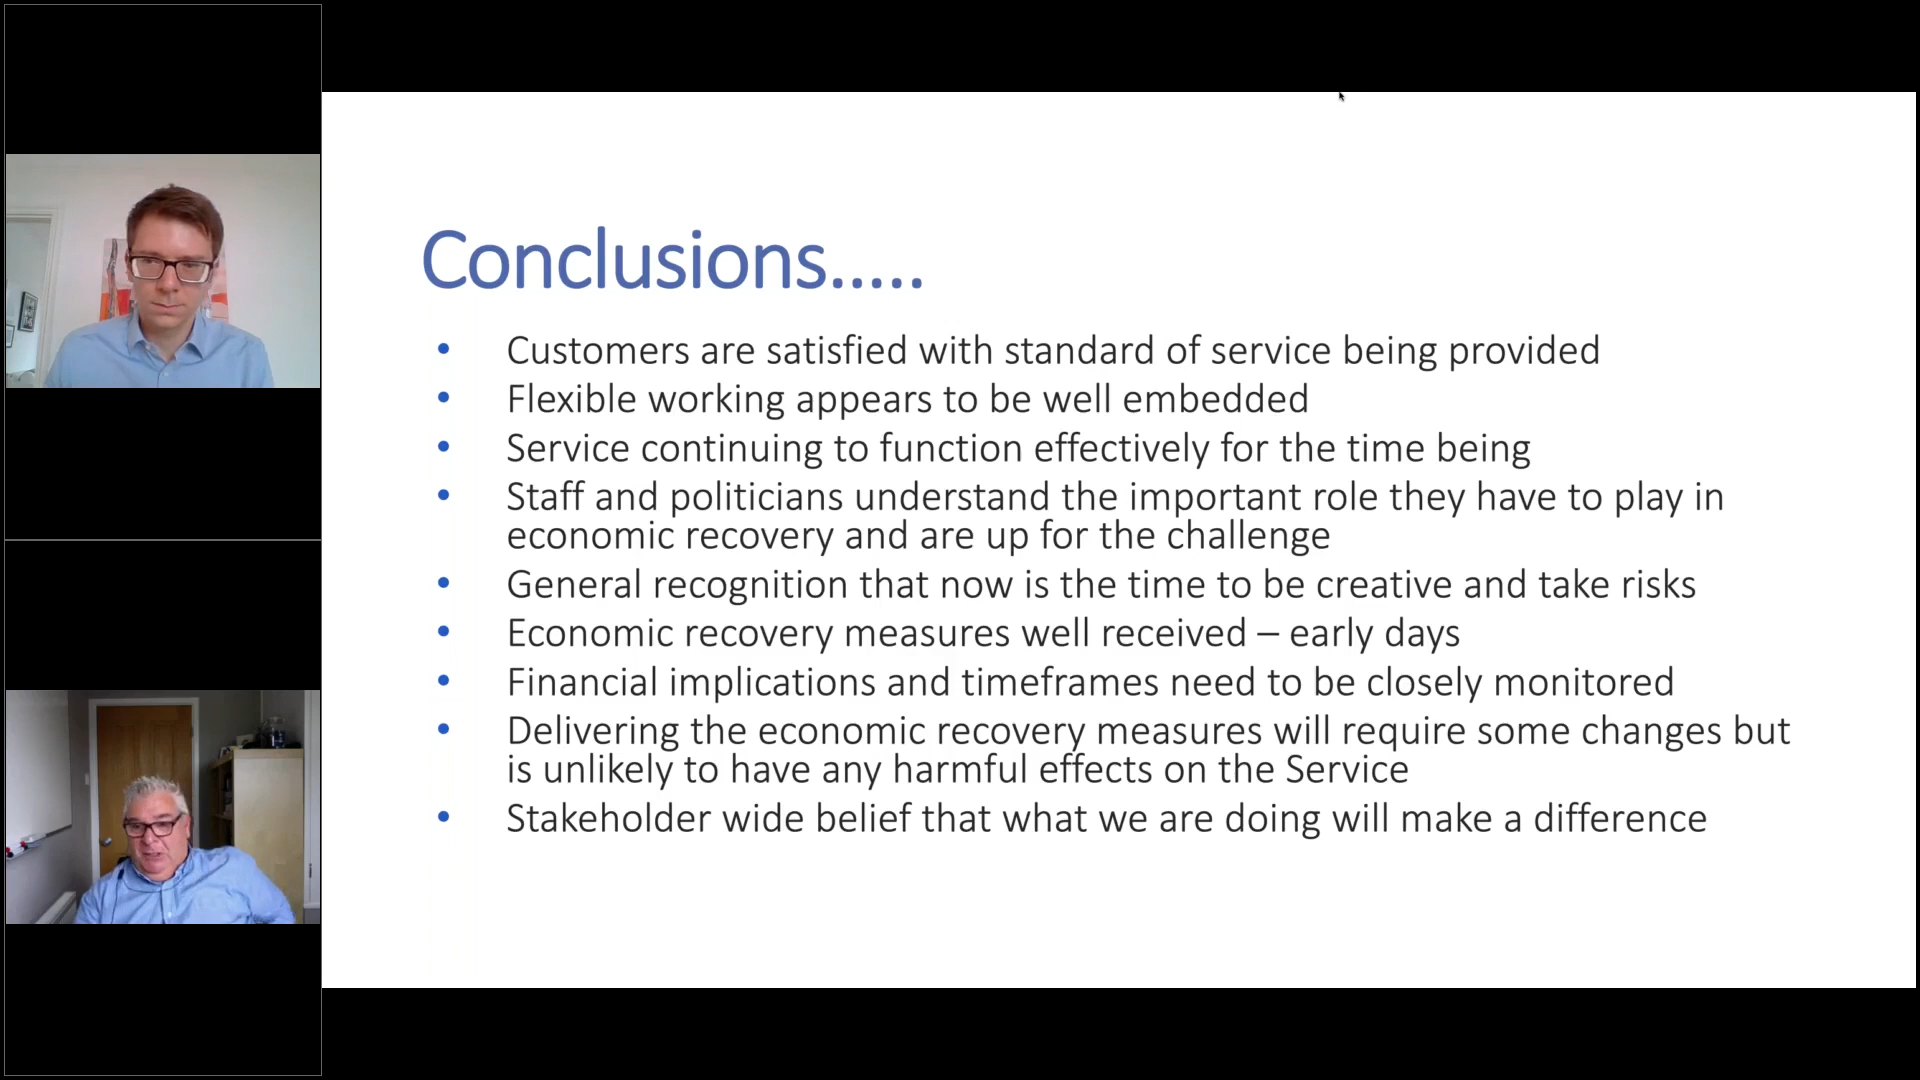 Conclusions.....
• Customers are satisfied with standard of service being provided
• Flexible working appears to be well embedded
• Service continuing to function effectively for the time being
• Staff and politicians understand the important role they have to play in
economic recovery and are up for the challenge
• General recognition that now is the time to be creative and take risks
• Economic recovery measures well received – early days
• Financial implications and timeframes need to be closely monitored
• Delivering the economic recovery measures will require some changes but
is unlikely to have any harmful effects on the Service
• Stakeholder wide belief that what we are doing will make a difference